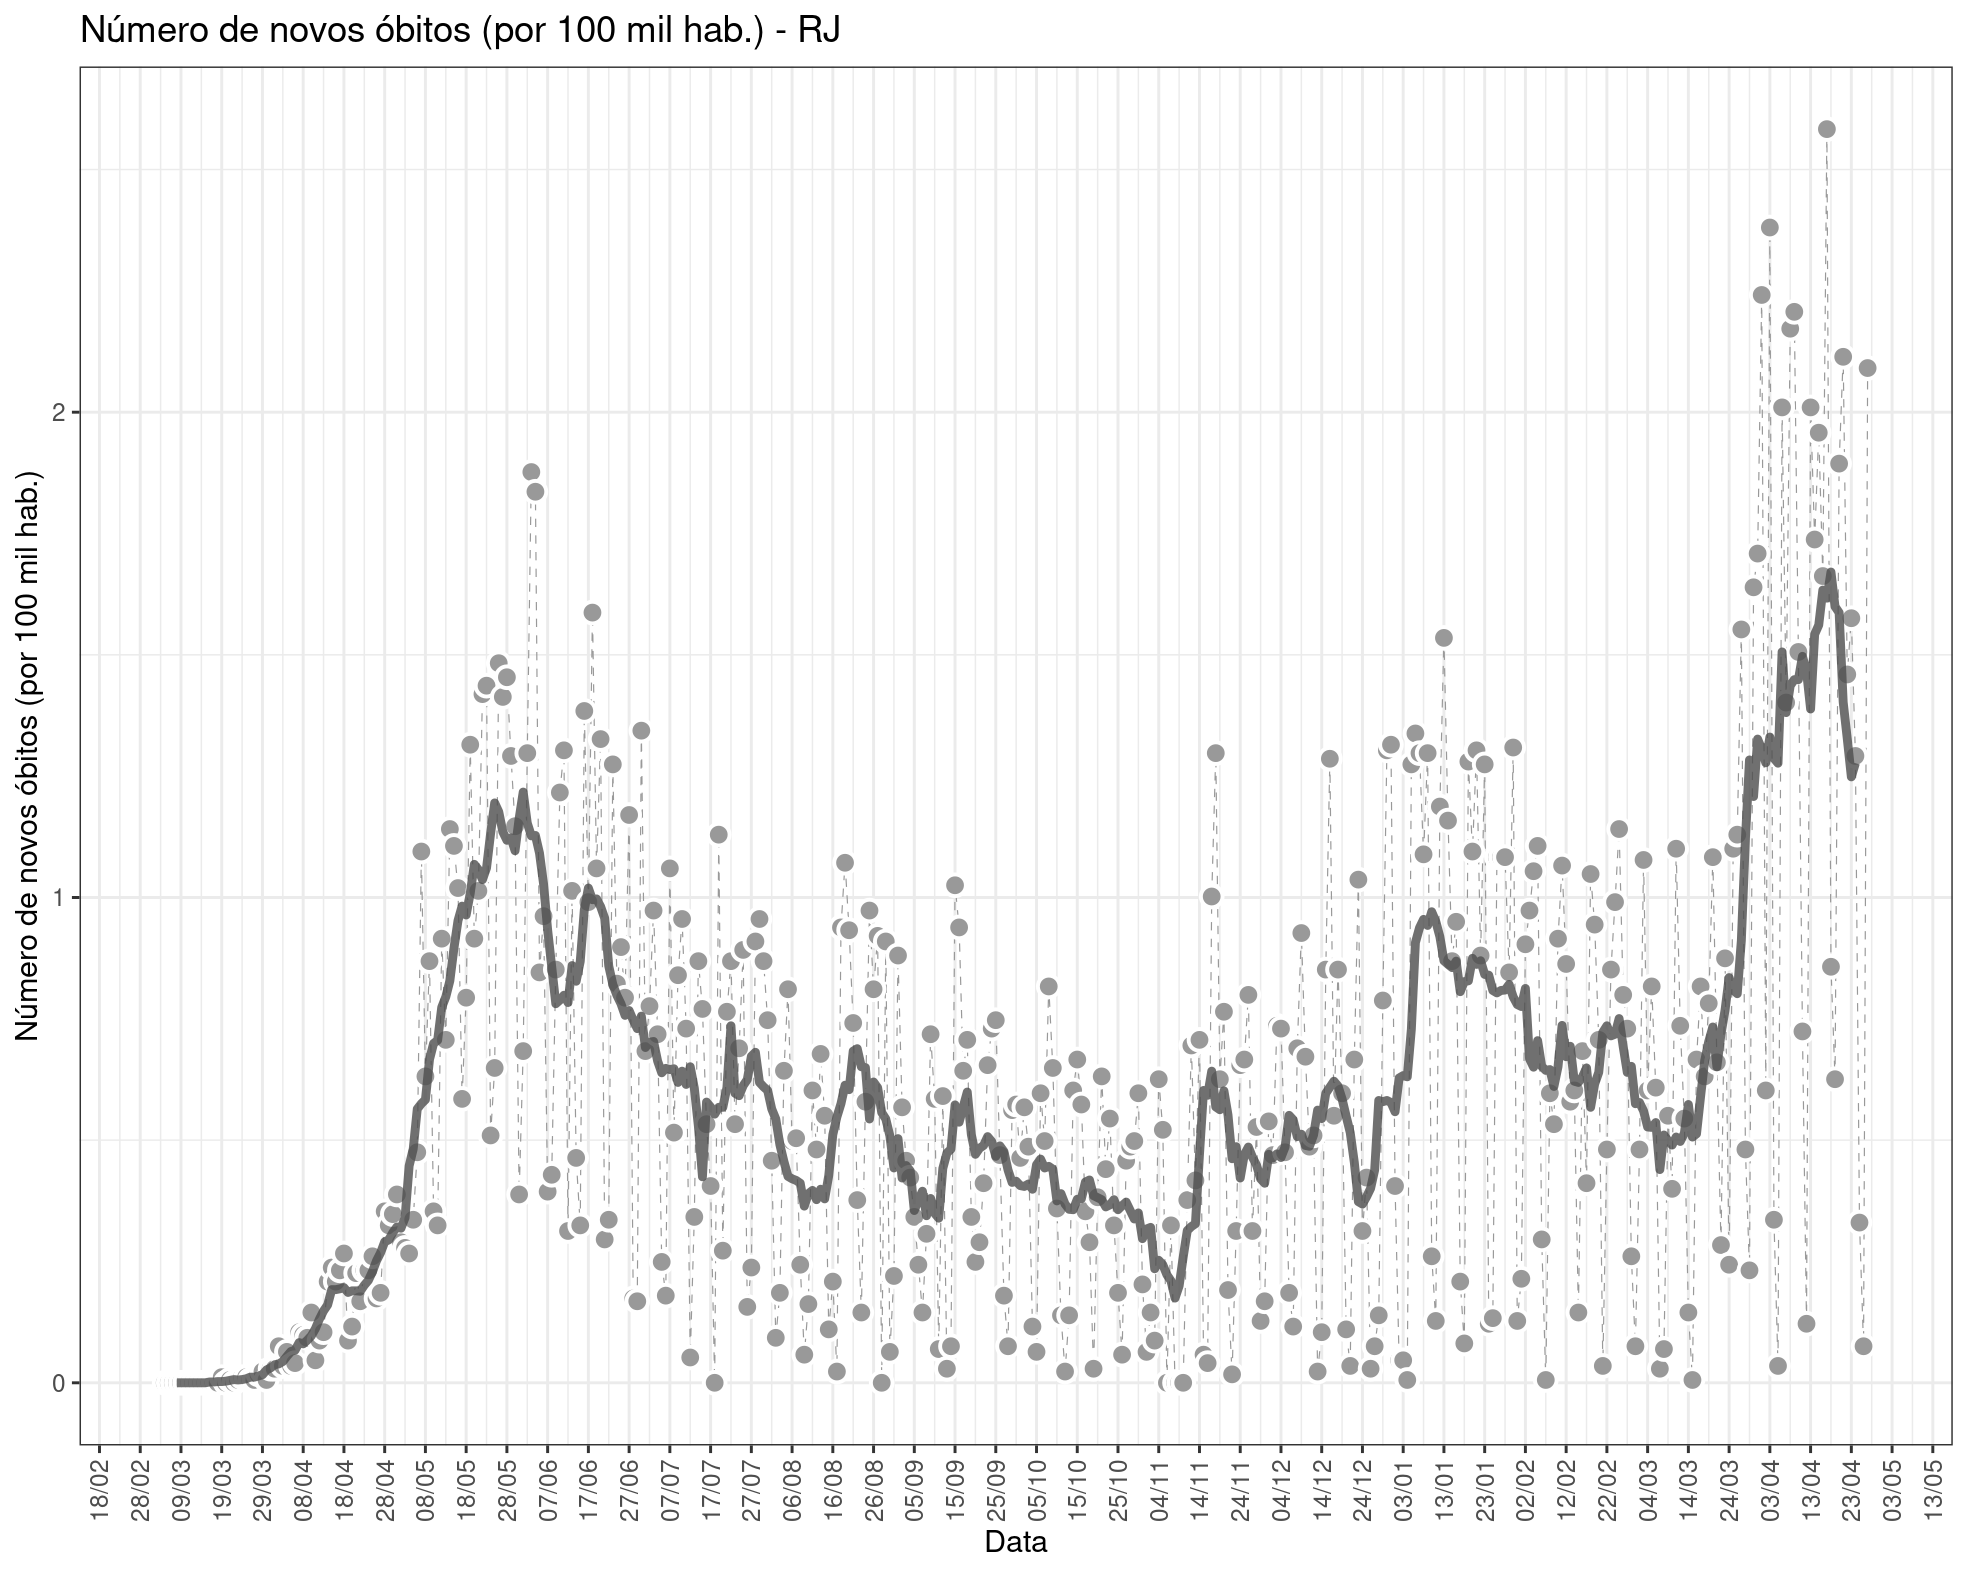 Número de novos óbitos (por 100 mil hab.) - RJ
Número de novos óbitos (por 100 mil hab.)
2
1
0
18/02 28/02 09/03 19/03 29/03 08/04 18/04 28/04 08/05 18/05 28/05 07/06 17/06 27/06 07/07 17/07 27/07 06/08 16/08 26/08 05/09 15/09 25/09 05/10 15/10 25/10 04/11 14/11 24/11 04/12 14/12 24/12 03/01 13/01 23/01 02/02 12/02 22/02 04/03 14/03 24/03 03/04 13/04 23/04 03/05 13/05
Data